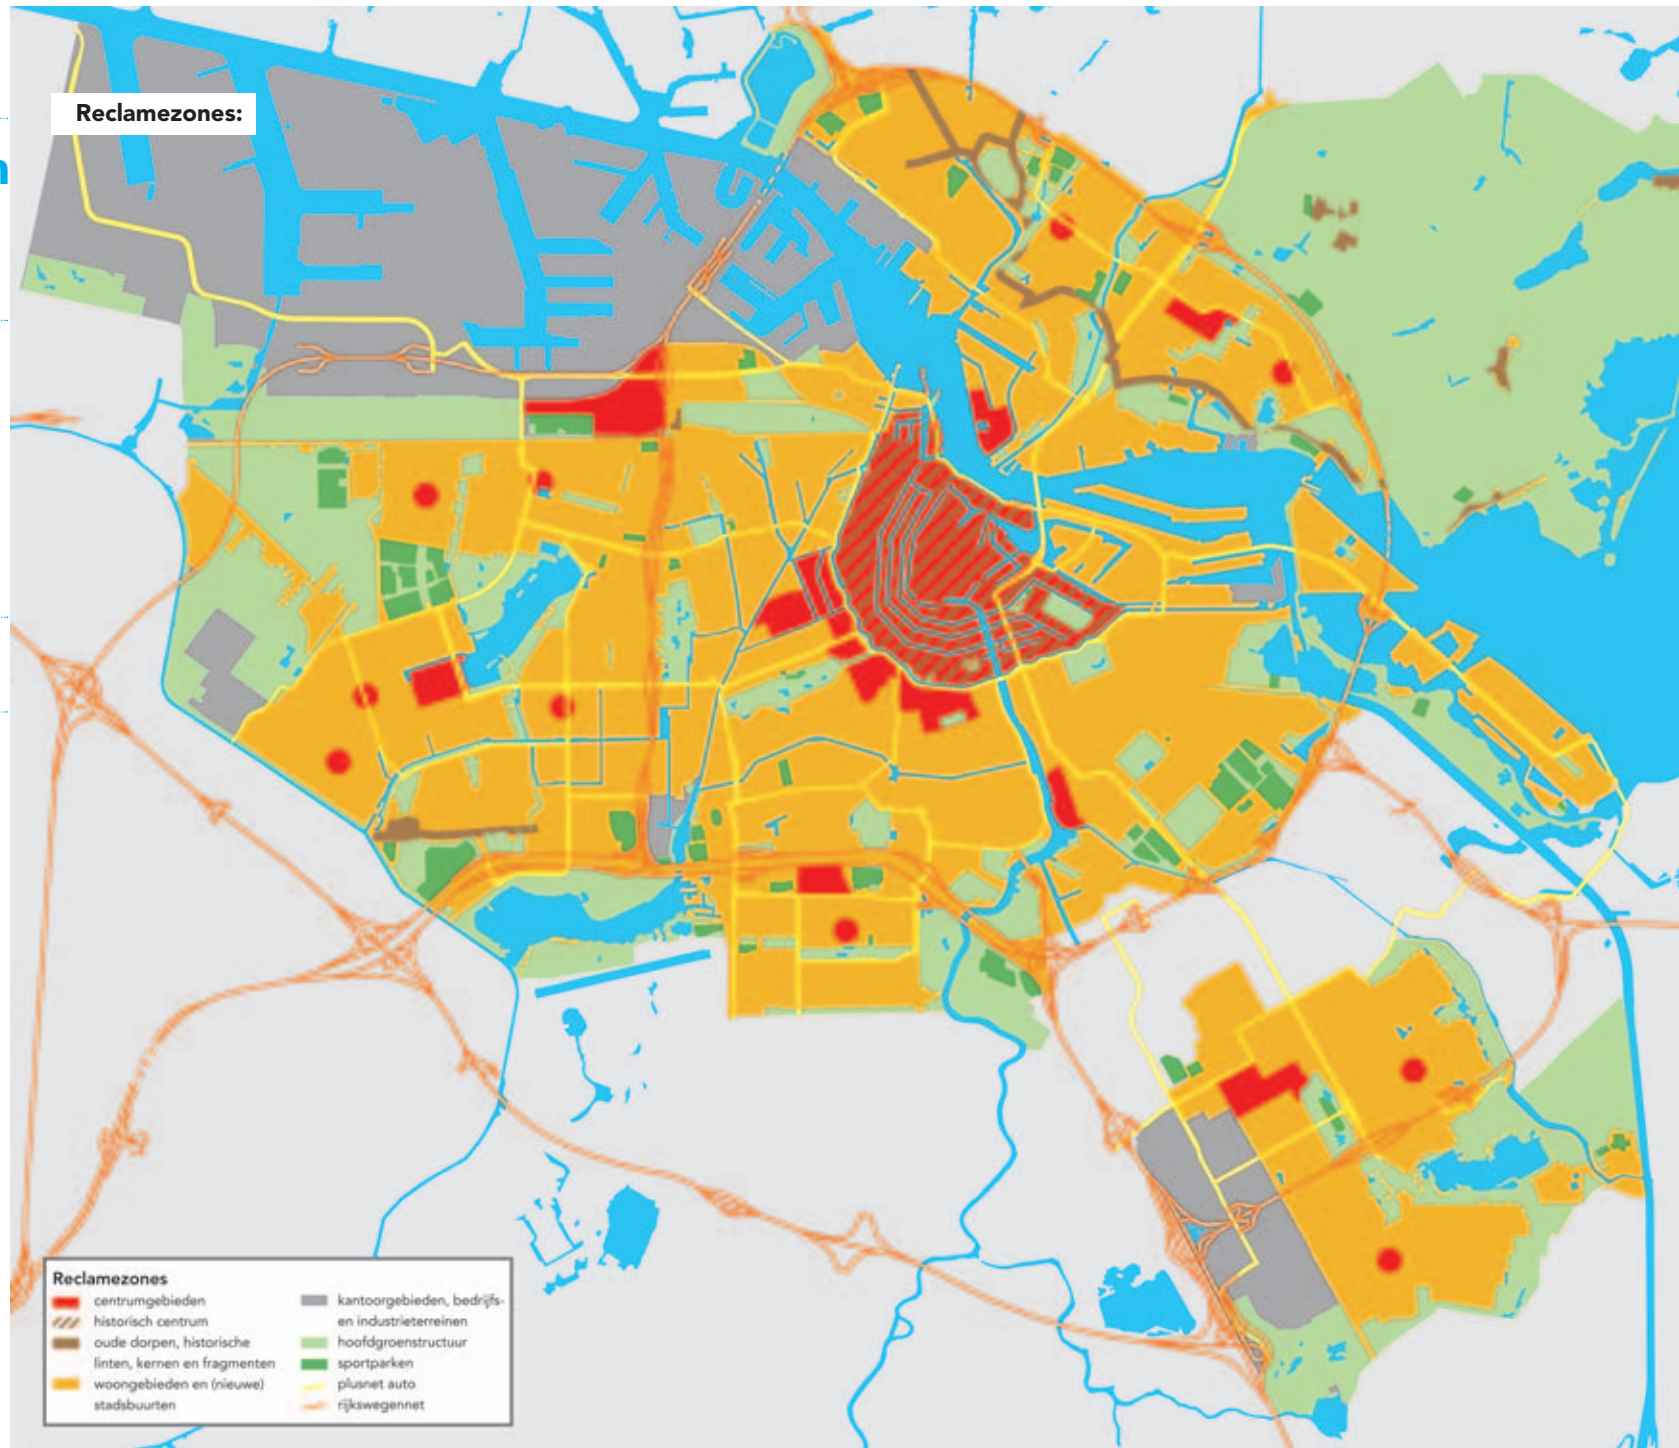 Reclamezones:
n
Reclamezones
centrumgebieden
historisch centrum
oude dorpen, historische
linten, kernen en fragmenten
woongebieden en (nieuwe)
stadsbuurten
kantoorgebieden, bedrijfs-
en industrieterreinen
hoofdgroenstructuur
sportparken
plusnet auto
rijkswegennet